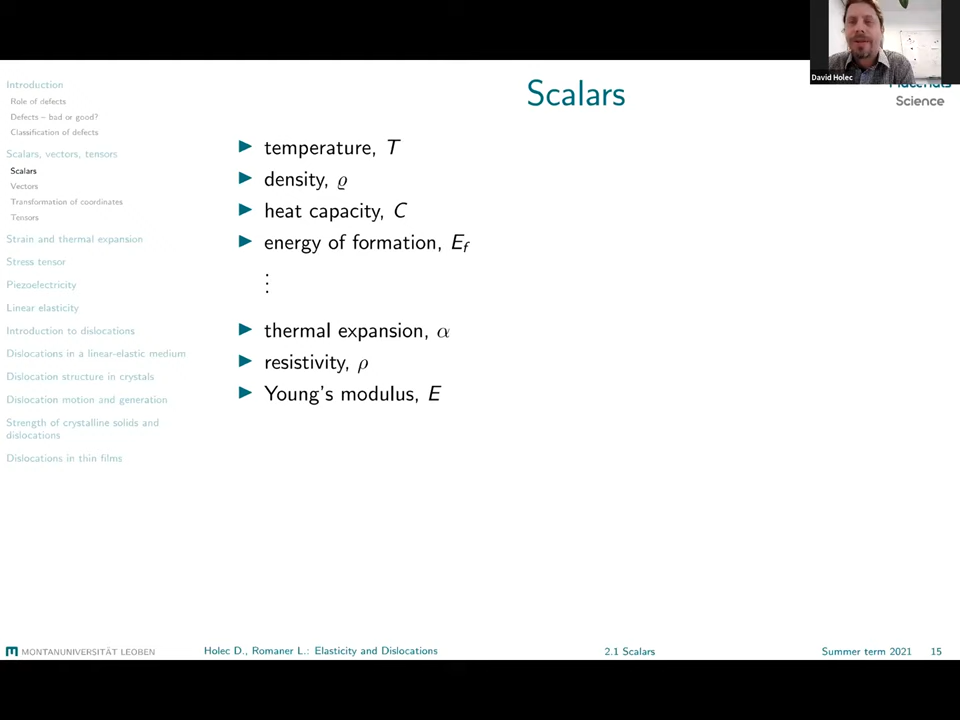 David Holec
Materials
Science
Scalars
Introduction
Role of defects
Defects – bad or good?
Classification of defects
Scalars, vectors, tensors
Scalars
Vectors
Transformation of coordinates
Tensors
Strain and thermal expansion
Stress tensor
Piezoelectricity
Linear elasticity
Introduction to dislocations
Dislocations in a linear-elastic medium
Dislocation structure in crystals
Dislocation motion and generation
Strength of crystalline solids and
dislocations
Dislocations in thin films
▶ temperature, T
▶ density, ϱ
▶ heat capacity, C
▶ energy of formation, E_f
⋮
▶ thermal expansion, α
▶ resistivity, ρ
▶ Young's modulus, E
MONTANUNIVERSITÄT LEOBEN
Holec D., Romaner L.: Elasticity and Dislocations
2.1 Scalars
Summer term 2021 15